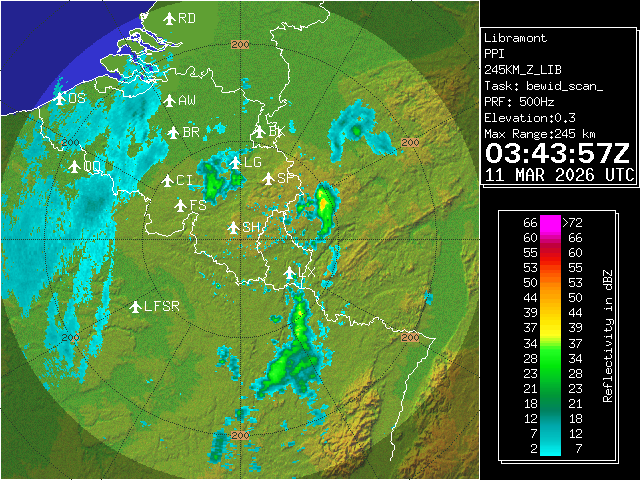 RD
200
OS
AW
BR
BK
200
200
OO
LG
CI
SP
FS
SH
LX
LFSR
200
200
200
Libramont
PPI
245KM_Z_LIB
Task: bewid_scan_
PRF: 500Hz
Elevation:0.3
Max Range:245 km
03:43:57Z
11 MAR 2026 UTC
66 >72
60 66
55 60
53 55
50 53
44 50
39 44
37 39
34 37
28 34
23 28
21 23
18 21
12 18
7 12
2 7
Reflectivity in dBZ